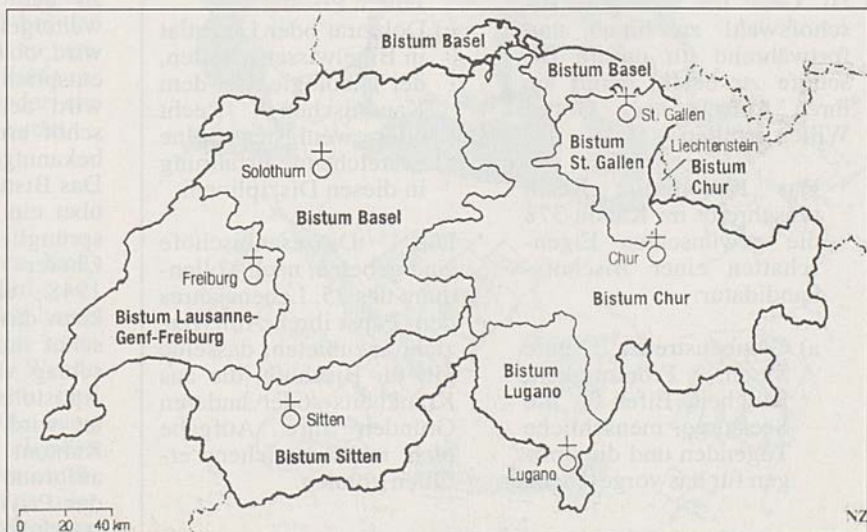 Bistum Basel
Bistum Basel
St. Gallen
Liechtenstein
Bistum
St. Gallen
Bistum
Chur
Solothurn
Bistum Basel
Chur
Freiburg
Bistum Chur
Bistum Lausanne-
Genf-Freiburg
Bistum
Lugano
Sitten
Bistum Sitten
Lugano
0 20 40 km